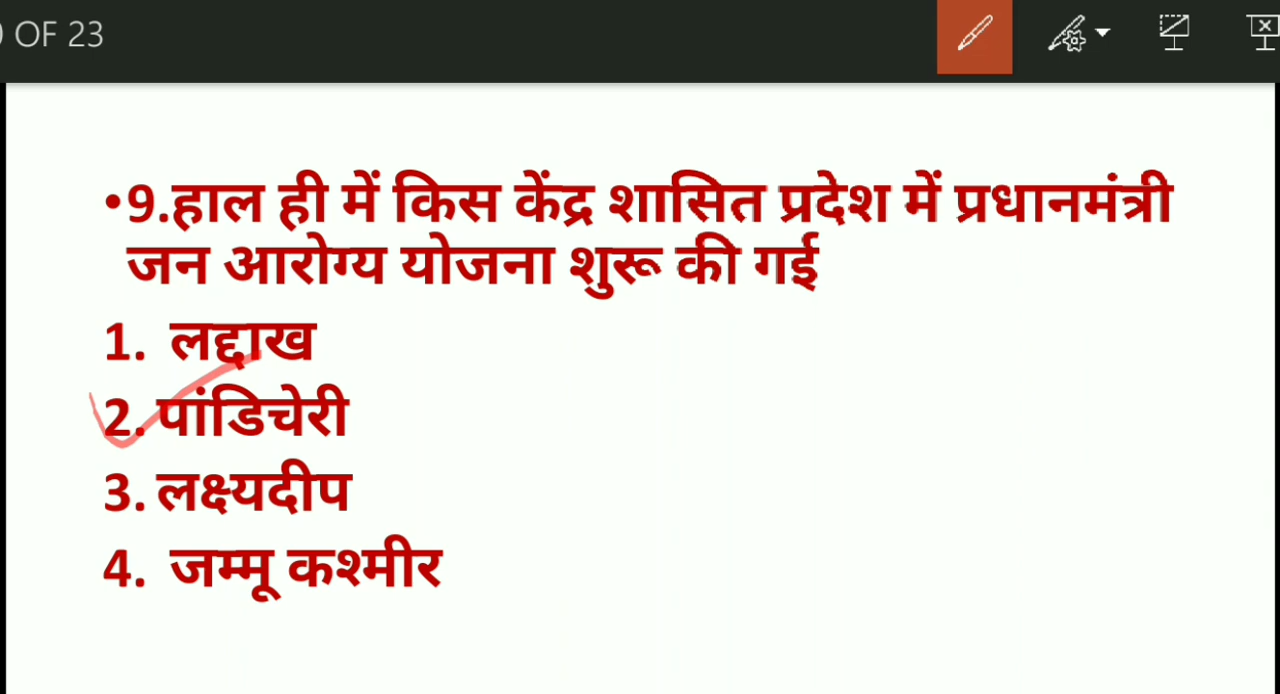 OF 23
•9.हाल ही में किस केंद्र शासित प्रदेश में प्रधानमंत्री
जन आरोग्य योजना शुरू की गई
1. लद्दाख
2. पांडिचेरी
3. लक्ष्यदीप
4. जम्मू कश्मीर